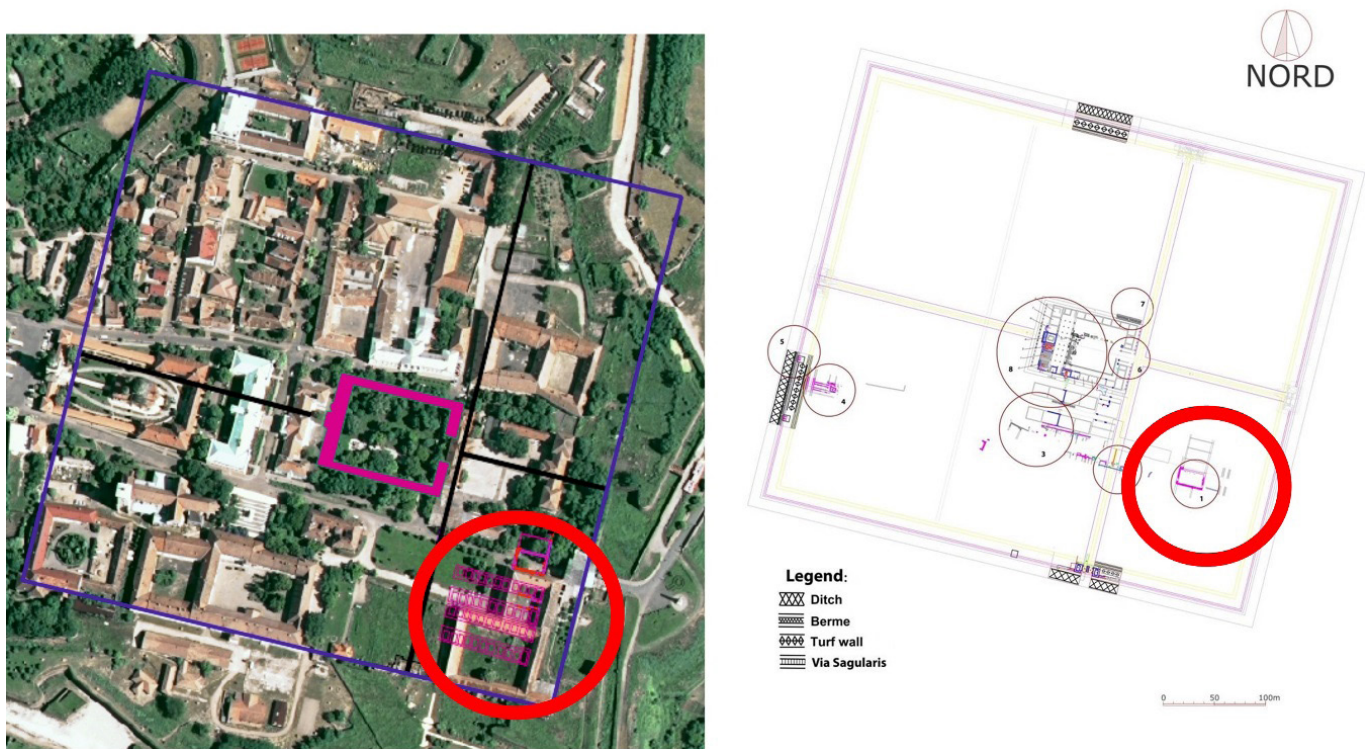 NORD
7
5
6
8
4
3
1
Legend:
Ditch
Berme
Turf wall
Via Sagularis
0 50 100m